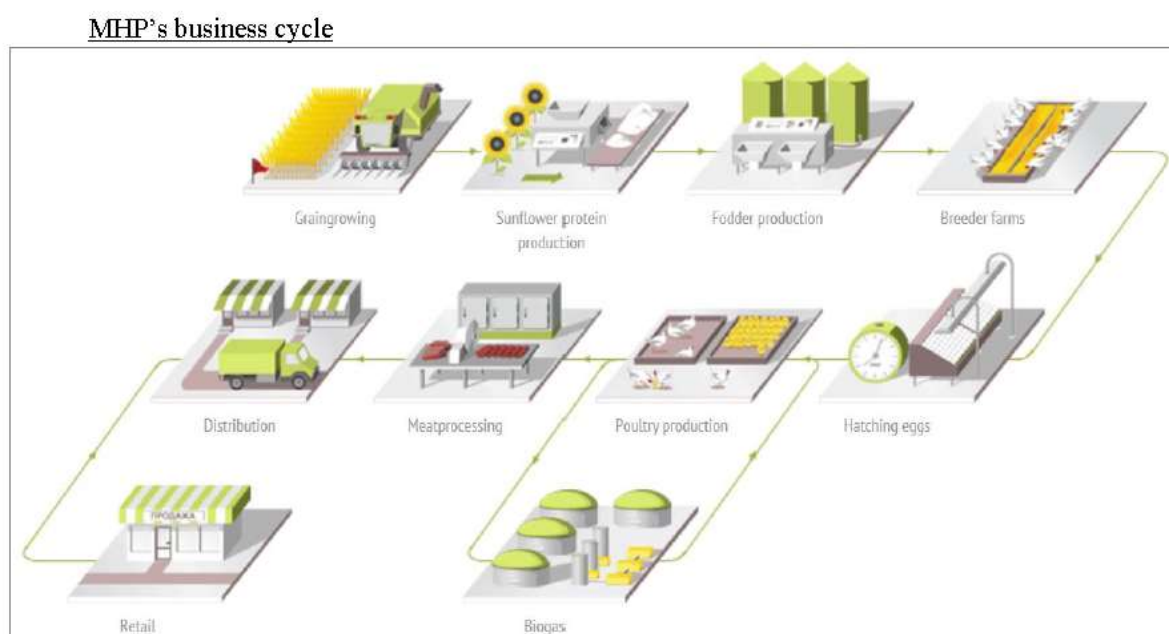 MHP's business cycle
Graingrowing
Sunflower protein
production
Fodder production
Breeder farms
Distribution
Meatprocessing
Poultry production
Hatching eggs
ПРОДАЖА
Retail
Biogas